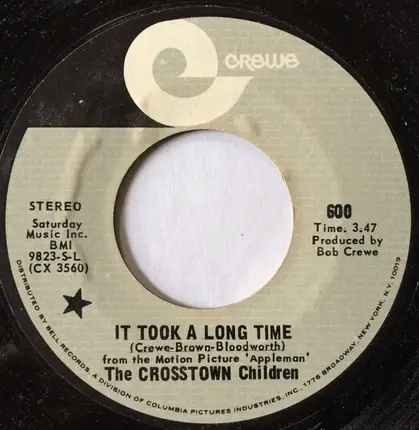 crewe
STEREO
Saturday
Music Inc.
BMI
9823-S-L
(CX 3560)
600
Time. 3.47
Produced by
Bob Crewe
IT TOOK A LONG TIME
(Crewe-Brown-Bloodworth)
from the Motion Picture 'Appleman'
The CROSSTOWN Children
DISTRIBUTED BY BELL RECORDS, A DIVISION OF COLUMBIA PICTURES INDUSTRIES, INC., 1776 BROADWAY, NEW YORK, N.Y. 10019